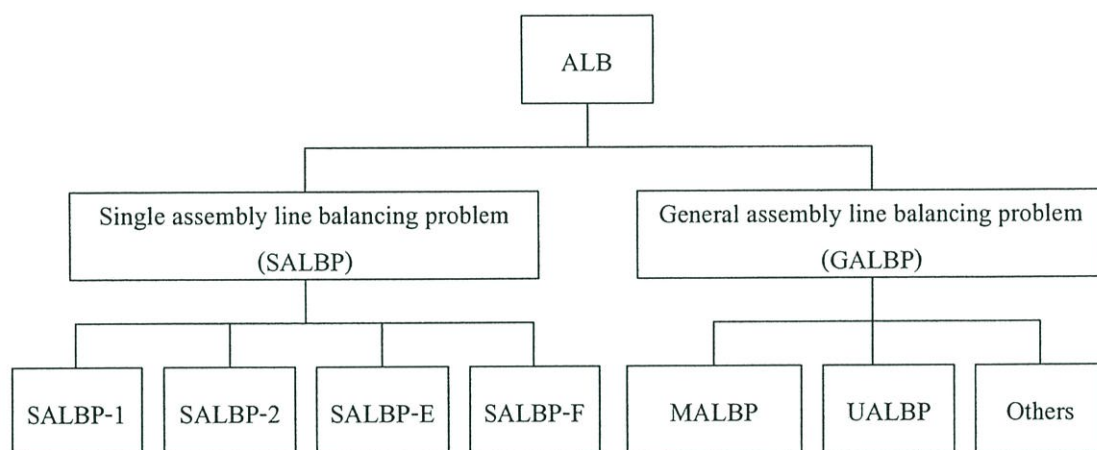 ALB
Single assembly line balancing problem
(SALBP)
General assembly line balancing problem
(GALBP)
SALBP-1
SALBP-2
SALBP-E
SALBP-F
MALBP
UALBP
Others